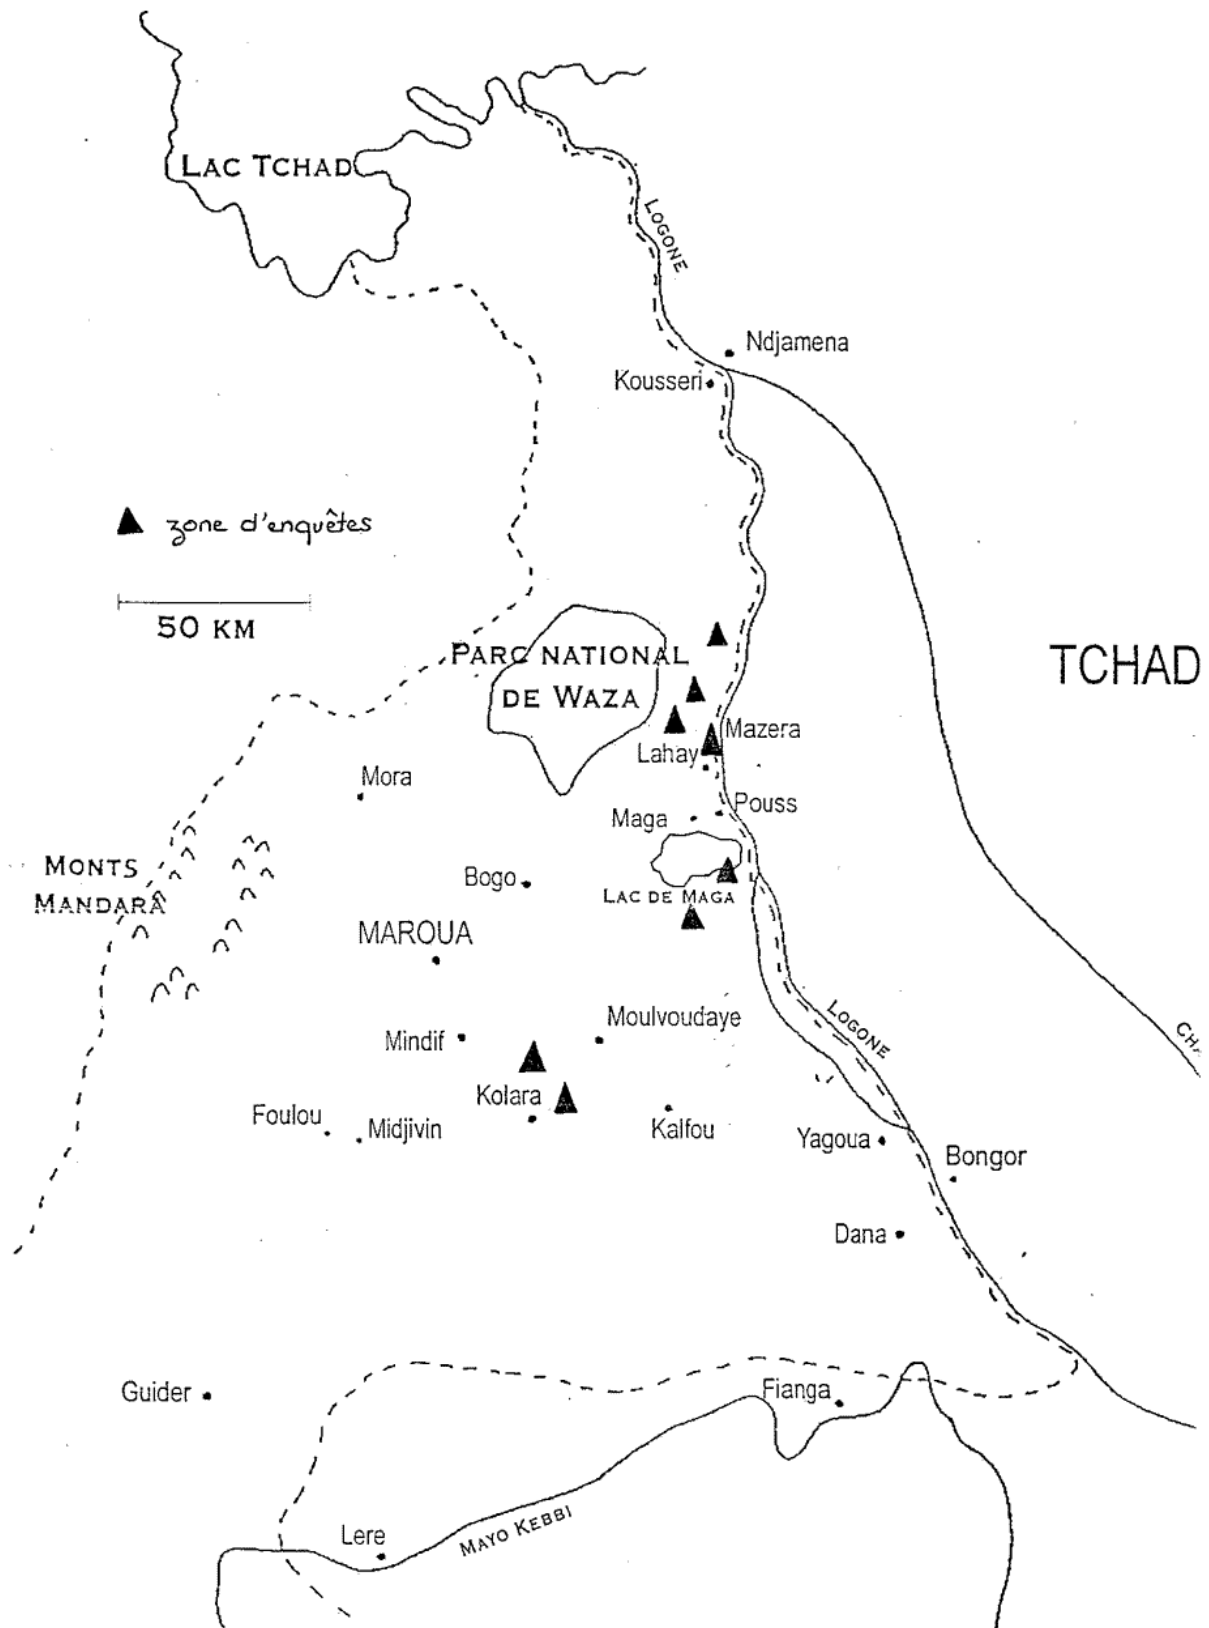 LAC TCHAD
LOGONE
Ndjamena
Kousseri
zone d'enquêtes
50 KM
PARC NATIONAL
DE WAZA
TCHAD
Mazera
Lahay
Mora
Pouss
Maga
MONTS
MANDARA
Bogo
LAC DE MAGA
MAROUA
Moulvoudaye
LOGONE
CHA
Mindif
Kolara
Foulou
Midjivin
Kalfou
Yagoua
Bongor
Dana
Guider
Fianga
Lere
MAYO KEBBI